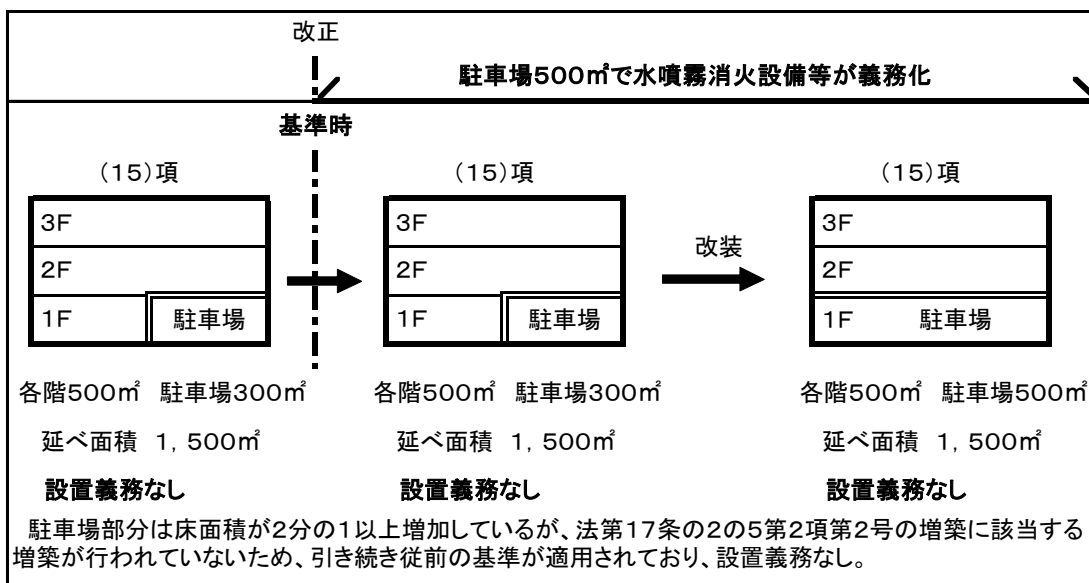 改正
駐車場500㎡で水噴霧消火設備等が義務化
基準時
(15)項
(15)項
(15)項
3F
2F
1F 駐車場
3F
2F
1F 駐車場
改装
3F
2F
1F 駐車場
各階500㎡ 駐車場300㎡
延べ面積 1,500㎡
設置義務なし
各階500㎡ 駐車場300㎡
延べ面積 1,500㎡
設置義務なし
各階500㎡ 駐車場500㎡
延べ面積 1,500㎡
設置義務なし
駐車場部分は床面積が2分の1以上増加しているが、法第17条の2の5第2項第2号の増築に該当する
増築が行われていないため、引き続き従前の基準が適用されており、設置義務なし。